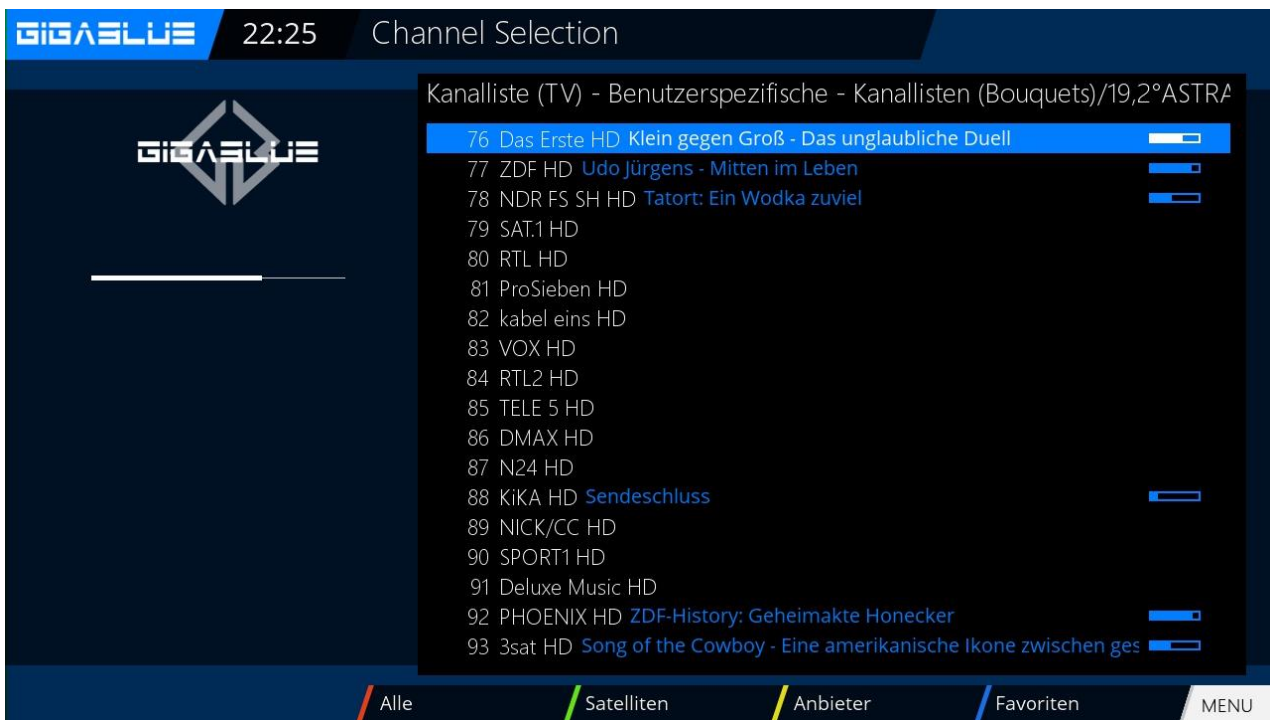 GIGABLUE 22:25 Channel Selection
GIGABLUE
Kanalliste (TV) - Benutzerspezifische - Kanallisten (Bouquets)/19,2°ASTRA
76 Das Erste HD Klein gegen Groß - Das unglaubliche Duell
77 ZDF HD Udo Jürgens - Mitten im Leben
78 NDR FS SH HD Tatort: Ein Wodka zuviel
79 SAT.1 HD
80 RTL HD
81 ProSieben HD
82 kabel eins HD
83 VOX HD
84 RTL2 HD
85 TELE 5 HD
86 DMAX HD
87 N24 HD
88 KiKA HD Sendeschluss
89 NICK/CC HD
90 SPORT1 HD
91 Deluxe Music HD
92 PHOENIX HD ZDF-History: Geheimakte Honecker
93 3sat HD Song of the Cowboy - Eine amerikanische Ikone zwischen ges
Alle Satelliten Anbieter Favoriten MENU